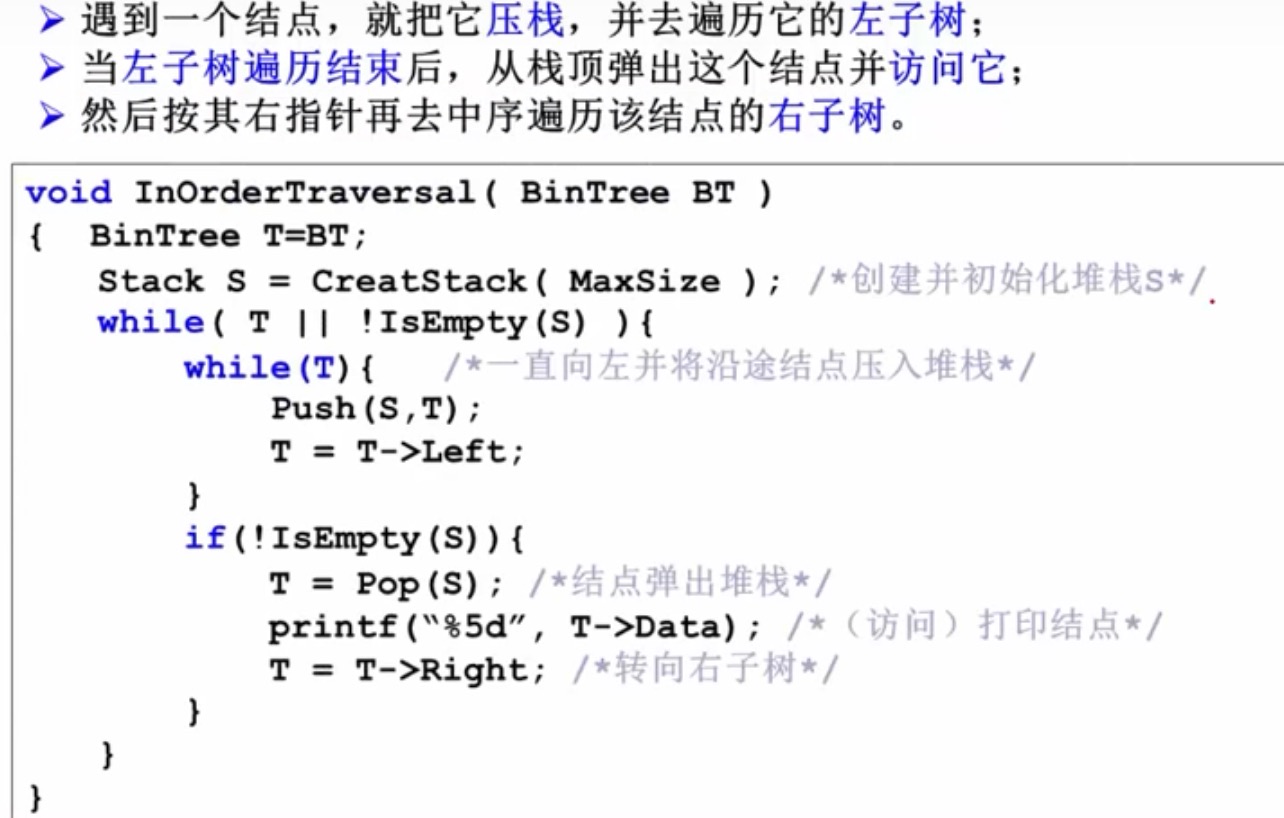 ➤ 遇到一个结点，就把它压栈，并去遍历它的左子树；
➤ 当左子树遍历结束后，从栈顶弹出这个结点并访问它；
➤ 然后按其右指针再去中序遍历该结点的右子树。
void InOrderTraversal( BinTree BT )
{ BinTree T=BT;
Stack S = CreatStack( MaxSize ); /*创建并初始化堆栈S*/
while( T || !IsEmpty(S) ){
while(T){ /*一直向左并将沿途结点压入堆栈*/
Push(S,T);
T = T->Left;
}
if(!IsEmpty(S)){
T = Pop(S); /*结点弹出堆栈*/
printf(“%5d”, T->Data); /*（访问）打印结点*/
T = T->Right; /*转向右子树*/
}
}
}